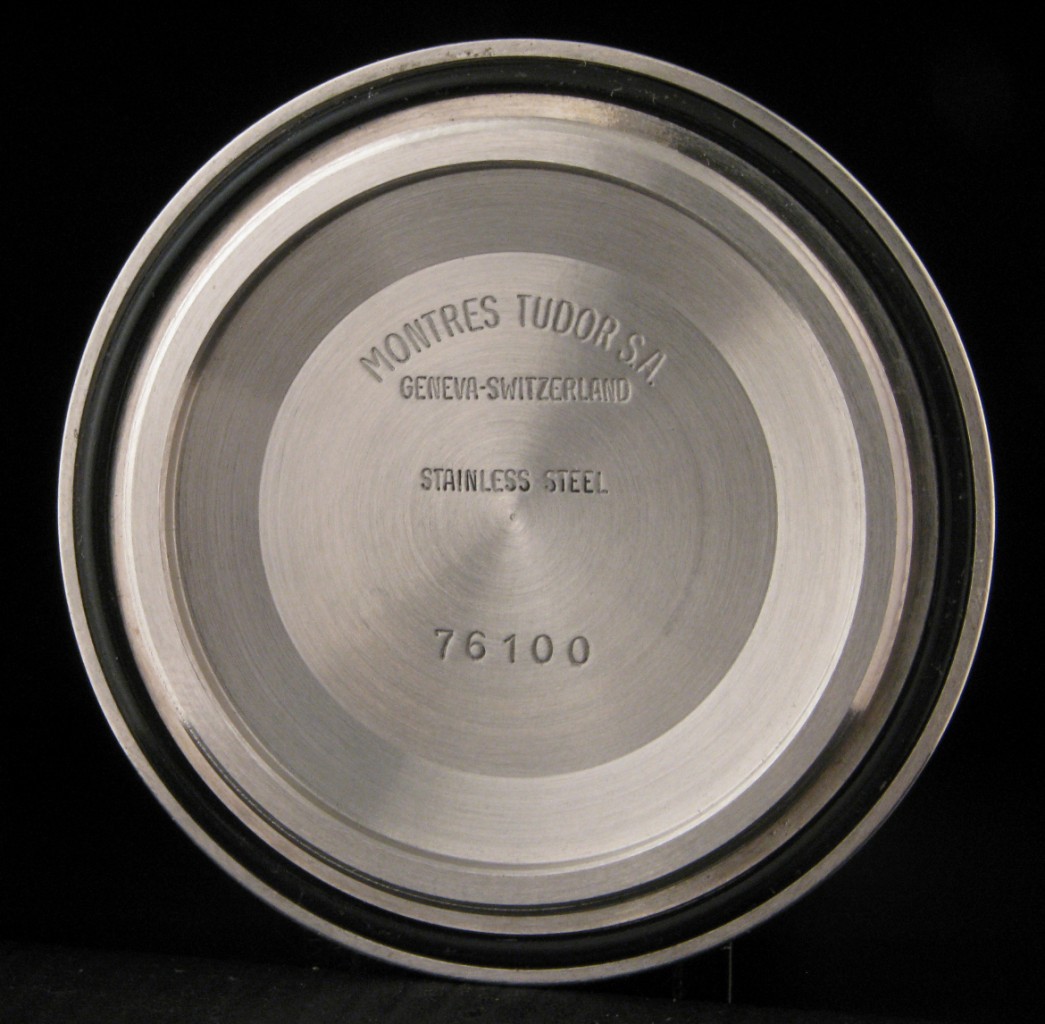 MONTRES TUDOR S.A.
GENEVA-SWITZERLAND
STAINLESS STEEL
76100